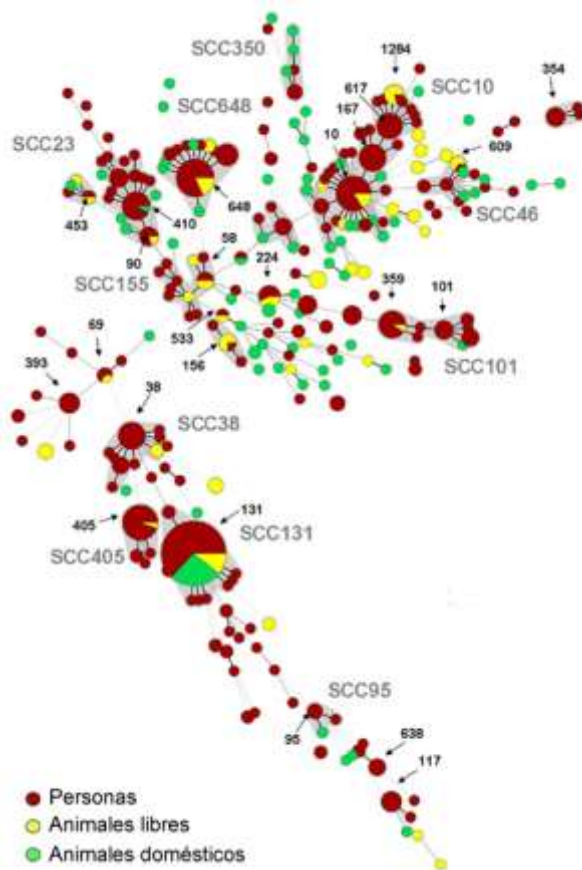 SCC350
1284
SCC10
617
354
SCC648
167
10
609
SCC23
648
SCC46
453
410
58
90
224
SCC155
359
101
533
69
156
SCC101
393
38
SCC38
131
405
SCC131
SCC405
SCC95
95
638
117
Personas
Animales libres
Animales domésticos